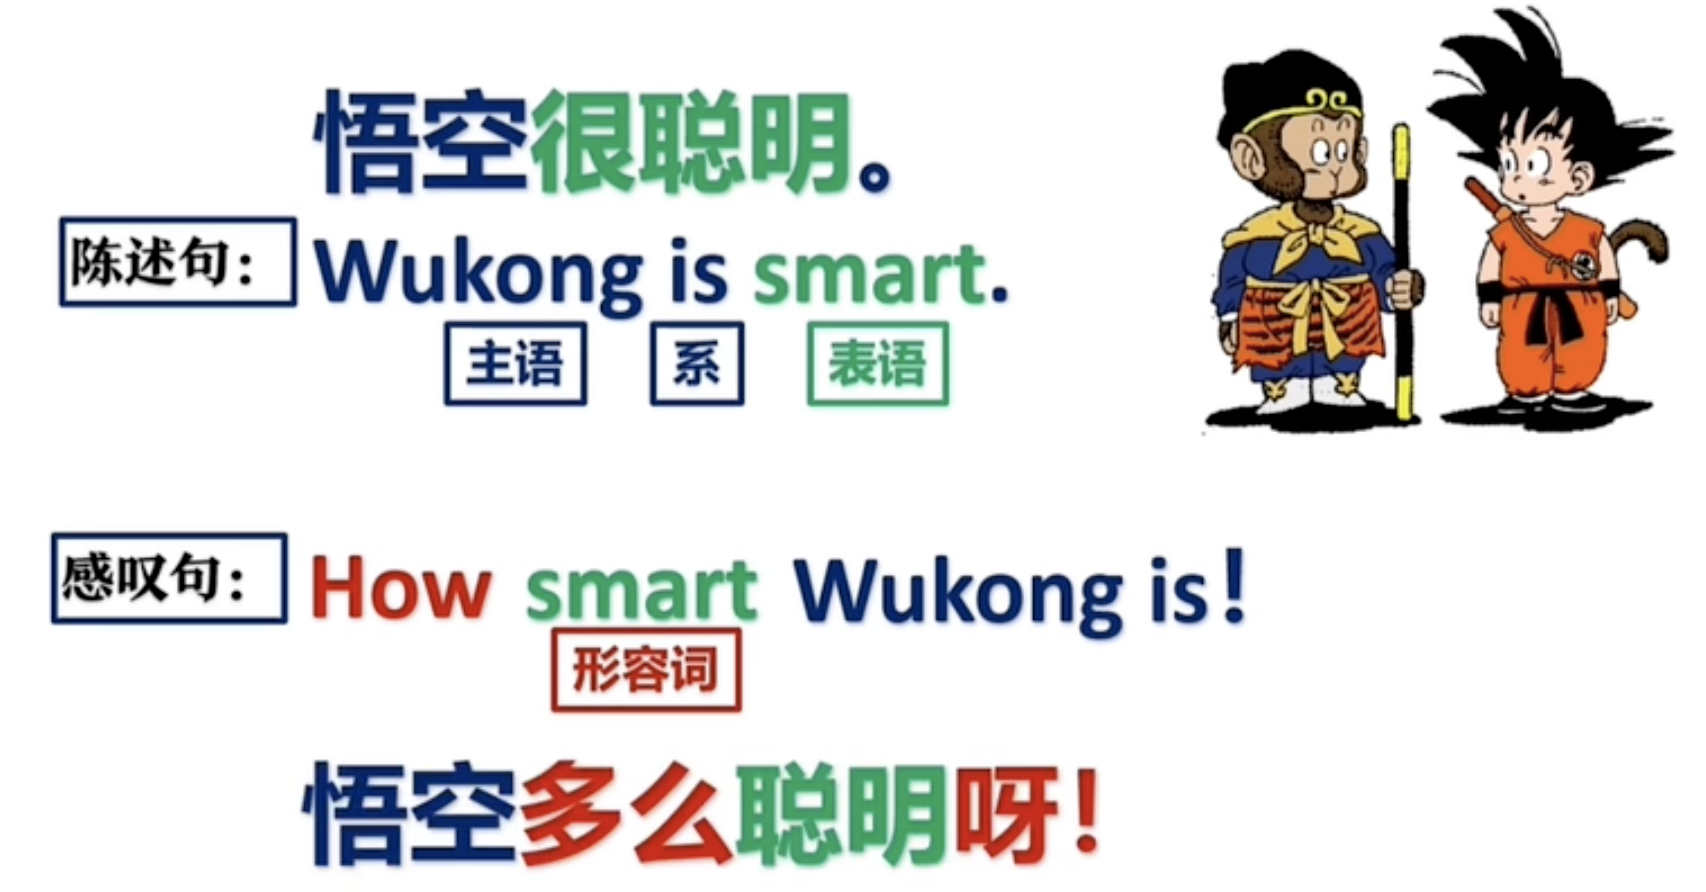 悟空很聪明。
陈述句： Wukong is smart.
主语 系 表语
感叹句： How smart Wukong is！
形容词
悟空多么聪明呀！